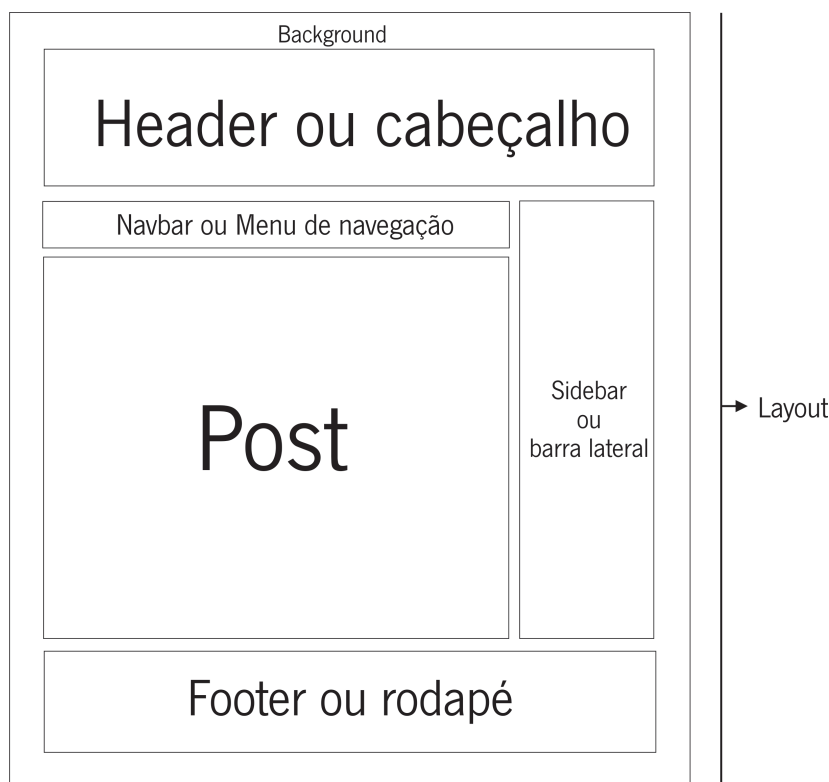 Background
Header ou cabeçalho
Navbar ou Menu de navegação
Post
Sidebar
ou
barra lateral
Layout
Footer ou rodapé